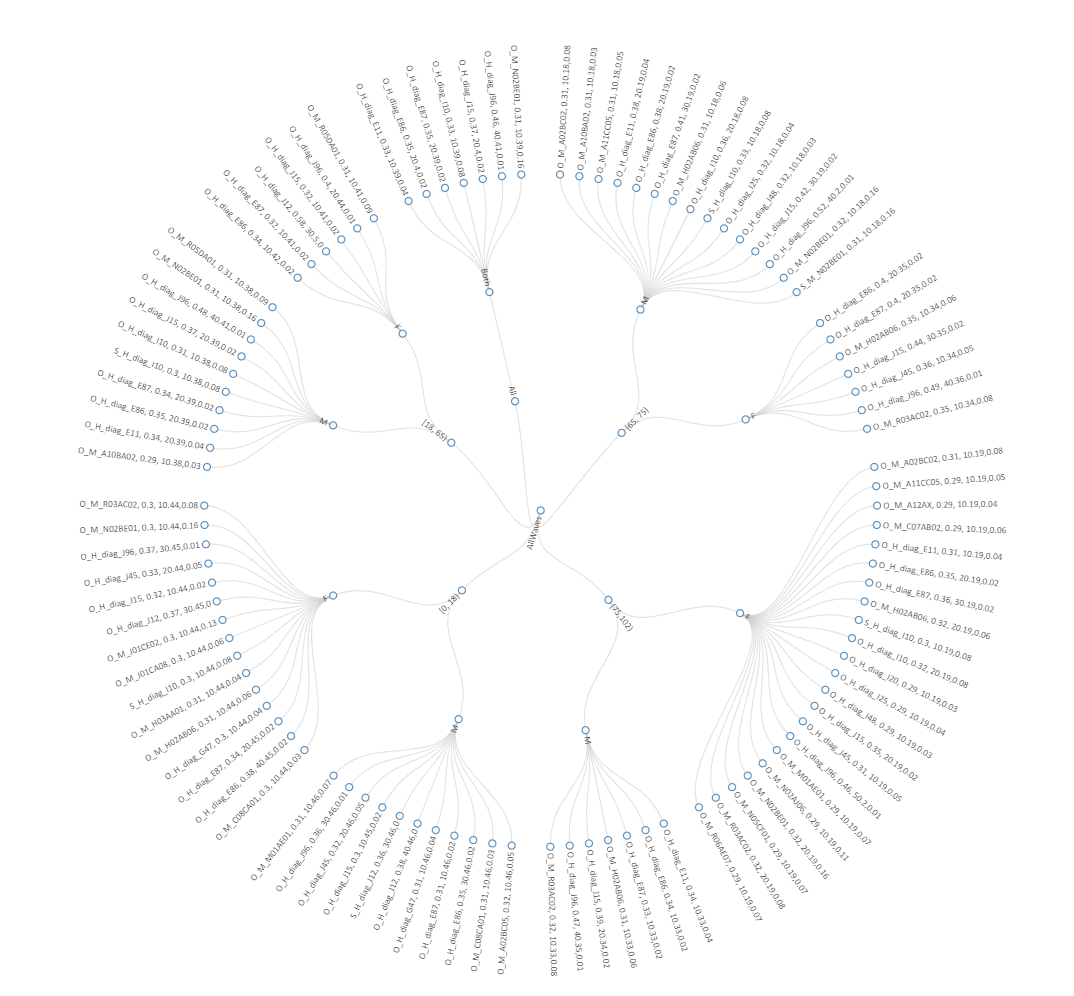 AllWaves
All
Both
O_H_diag_E11, 0.33, 10.39,0.04
O_H_diag_E86, 0.35, 20.4,0.02
O_H_diag_E87, 0.35, 20.39,0.02
O_H_diag_I10, 0.33, 10.39,0.08
O_H_diag_J15, 0.37, 20.4,0.02
O_H_diag_J96, 0.46, 40.41,0.01
O_M_N02BE01, 0.31, 10.39,0.16
[65, 75)
M
O_M_A02BC02, 0.31, 10.18,0.08
O_M_A10BA02, 0.31, 10.18,0.03
O_M_A11CC05, 0.31, 10.18,0.05
O_H_diag_E11, 0.38, 20.19,0.04
O_H_diag_E86, 0.38, 20.19,0.02
O_H_diag_E87, 0.41, 30.19,0.02
O_M_H02AB06, 0.31, 10.18,0.06
O_H_diag_I10, 0.36, 20.18,0.08
S_H_diag_I10, 0.33, 10.18,0.08
O_H_diag_I25, 0.32, 10.18,0.04
O_H_diag_I48, 0.32, 10.18,0.03
O_H_diag_J15, 0.42, 30.19,0.02
O_H_diag_J96, 0.52, 40.2,0.01
O_M_N02BE01, 0.32, 10.18,0.16
S_M_N02BE01, 0.31, 10.18,0.16
F
O_H_diag_E86, 0.4, 20.35,0.02
O_H_diag_E87, 0.4, 20.35,0.02
O_M_H02AB06, 0.35, 10.34,0.06
O_H_diag_J15, 0.44, 30.35,0.02
O_H_diag_J45, 0.36, 10.34,0.05
O_H_diag_J96, 0.49, 40.36,0.01
O_M_R03AC02, 0.35, 10.34,0.08
[75,102)
F
O_M_A02BC02, 0.31, 10.19,0.08
O_M_A11CC05, 0.29, 10.19,0.05
O_M_A12AX, 0.29, 10.19,0.04
O_M_C07AB02, 0.29, 10.19,0.06
O_H_diag_E11, 0.31, 10.19,0.04
O_H_diag_E86, 0.35, 20.19,0.02
O_H_diag_E87, 0.36, 30.19,0.02
O_M_H02AB06, 0.32, 20.19,0.06
S_H_diag_I10, 0.3, 10.19,0.08
O_H_diag_I10, 0.32, 20.19,0.08
O_H_diag_I20, 0.29, 10.19,0.03
O_H_diag_I25, 0.29, 10.19,0.04
O_H_diag_I48, 0.29, 10.19,0.03
O_H_diag_J15, 0.35, 20.19,0.02
O_H_diag_J45, 0.31, 10.19,0.05
O_H_diag_J96, 0.46, 50.2,0.01
O_M_M01AE01, 0.29, 10.19,0.07
O_M_N02AJ06, 0.29, 10.19,0.11
O_M_N02BE01, 0.32, 20.19,0.16
O_M_N05CF01, 0.29, 10.19,0.07
O_M_R03AC02, 0.32, 20.19,0.08
O_M_R06AE07, 0.29, 10.19,0.07
M
O_H_diag_E11, 0.34, 10.33,0.04
O_H_diag_E86, 0.34, 10.33,0.02
O_H_diag_E87, 0.33, 10.33,0.02
O_M_H02AB06, 0.31, 10.33,0.06
O_H_diag_J15, 0.39, 20.34,0.02
O_H_diag_J96, 0.47, 40.35,0.01
O_M_R03AC02, 0.32, 10.33,0.08
[0, 18)
M
O_M_A02BC05, 0.32, 10.46,0.05
O_M_C08CA01, 0.31, 10.46,0.03
O_H_diag_E86, 0.35, 30.46,0.02
O_H_diag_E87, 0.31, 10.46,0.02
O_H_diag_G47, 0.31, 10.46,0.04
O_H_diag_J12, 0.38, 40.46,0
S_H_diag_J12, 0.36, 30.46,0
O_H_diag_J15, 0.3, 10.45,0.02
O_H_diag_J45, 0.32, 20.46,0.05
O_H_diag_J96, 0.36, 30.46,0.01
O_M_M01AE01, 0.31, 10.46,0.07
F
O_M_C08CA01, 0.3, 10.44,0.03
O_H_diag_E86, 0.38, 40.45,0.02
O_H_diag_E87, 0.34, 20.45,0.02
O_H_diag_G47, 0.3, 10.44,0.04
O_M_H02AB06, 0.31, 10.44,0.06
O_M_H03AA01, 0.31, 10.44,0.04
S_H_diag_I10, 0.3, 10.44,0.08
O_M_J01CA08, 0.3, 10.44,0.06
O_M_J01CE02, 0.3, 10.44,0.13
O_H_diag_J12, 0.37, 30.45,0
O_H_diag_J15, 0.32, 10.44,0.02
O_H_diag_J45, 0.33, 20.44,0.05
O_H_diag_J96, 0.37, 30.45,0.01
O_M_N02BE01, 0.3, 10.44,0.16
O_M_R03AC02, 0.3, 10.44,0.08
[18, 65)
M
O_M_A10BA02, 0.29, 10.38,0.03
O_H_diag_E11, 0.34, 20.39,0.04
O_H_diag_E86, 0.35, 20.39,0.02
O_H_diag_E87, 0.34, 20.39,0.02
S_H_diag_I10, 0.3, 10.38,0.08
O_H_diag_I10, 0.31, 10.38,0.08
O_H_diag_J15, 0.37, 20.39,0.02
O_H_diag_J96, 0.48, 40.41,0.01
O_M_N02BE01, 0.31, 10.38,0.16
O_M_R05DA01, 0.31, 10.38,0.09
F
O_H_diag_E86, 0.34, 10.42,0.02
O_H_diag_E87, 0.32, 10.41,0.02
O_H_diag_J12, 0.58, 30.5,0
O_H_diag_J15, 0.32, 10.41,0.02
O_H_diag_J96, 0.4, 20.44,0.01
O_M_R05DA01, 0.31, 10.41,0.09